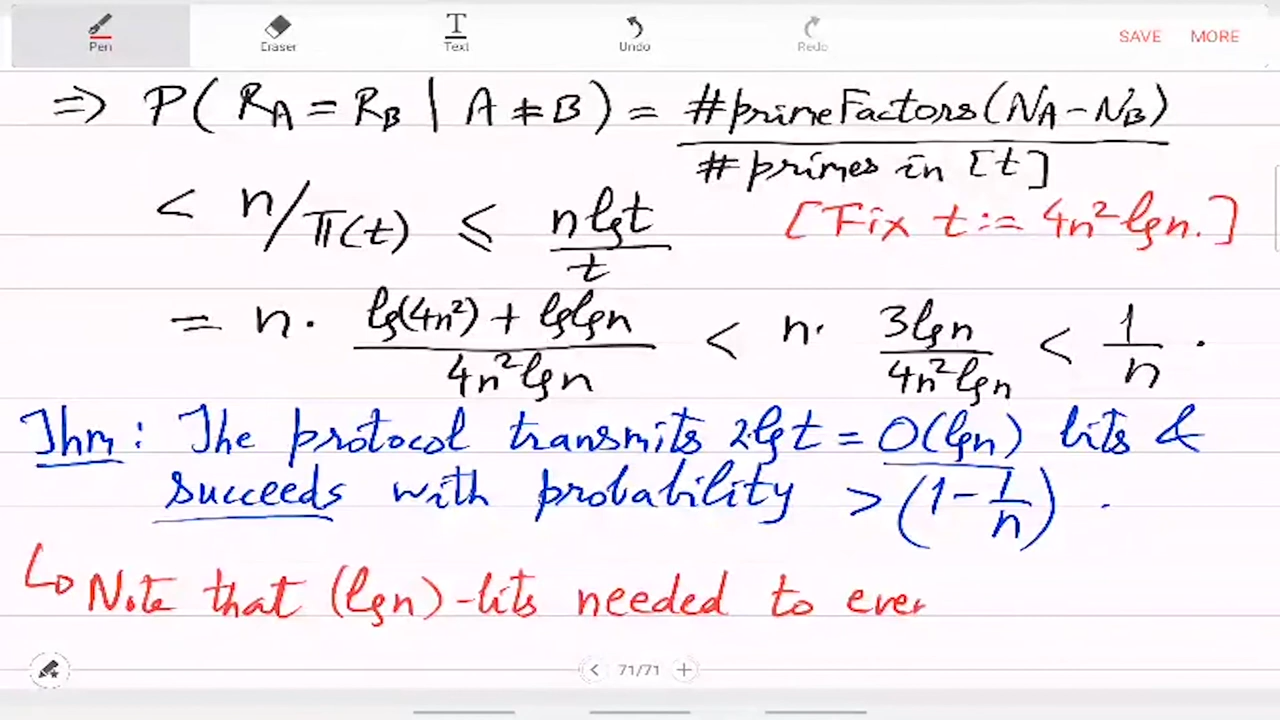 Pen Eraser Text Undo Redo SAVE MORE
⇒ P( R_A = R_B | A ≠ B ) = #primeFactors(N_A − N_B) / #primes in [t]
< n/π(t) ≤ n lg t / t [Fix t := 4n² lg n.]
= n · (lg(4n²) + lg lg n) / (4n² lg n) < n · 3 lg n / (4n² lg n) < 1/n .
Thm : The protocol transmits 2·lg t = O(lg n) bits &
succeeds with probability > (1 − 1/n) .
↳ Note that (lg n)-bits needed to ever
71/71